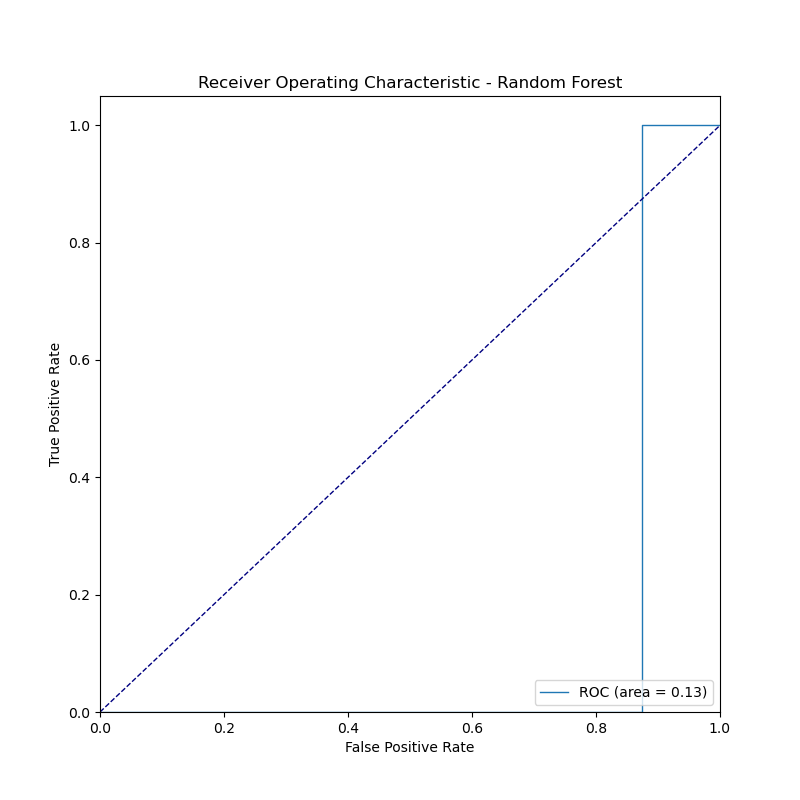 Receiver Operating Characteristic - Random Forest
1.0
0.8
0.6
0.4
0.2
0.0
True Positive Rate
ROC (area = 0.13)
0.0 0.2 0.4 0.6 0.8 1.0
False Positive Rate